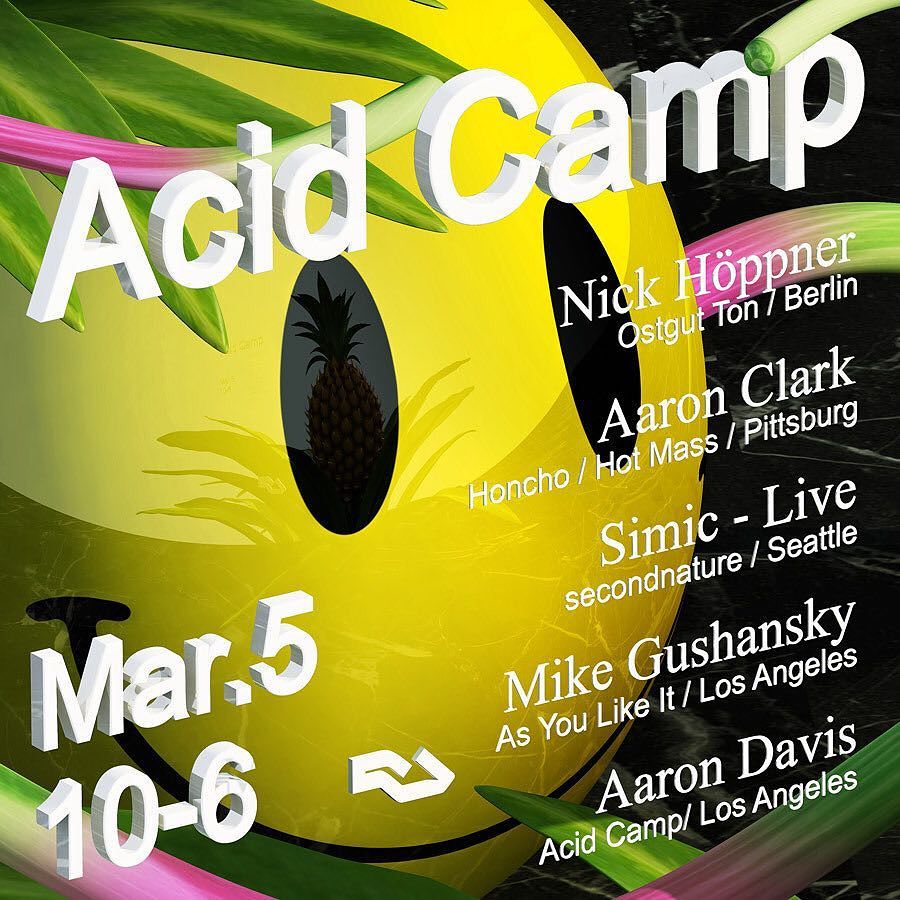 Acid Camp
Nick Höppner
Ostgut Ton / Berlin
Aaron Clark
Honcho / Hot Mass / Pittsburg
Simic - Live
secondnature / Seattle
Mike Gushansky
As You Like It / Los Angeles
Aaron Davis
Acid Camp/ Los Angeles
Mar.5
10-6